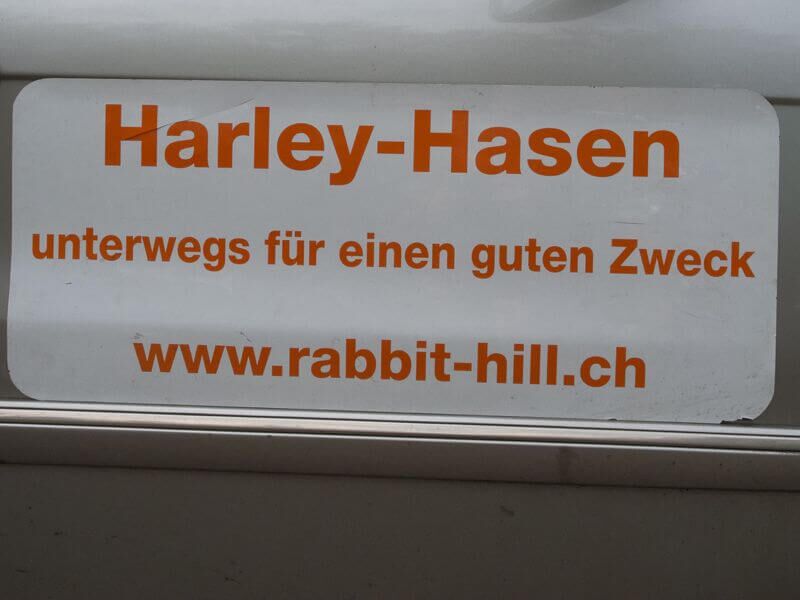 Harley-Hasen
unterwegs für einen guten Zweck
www.rabbit-hill.ch